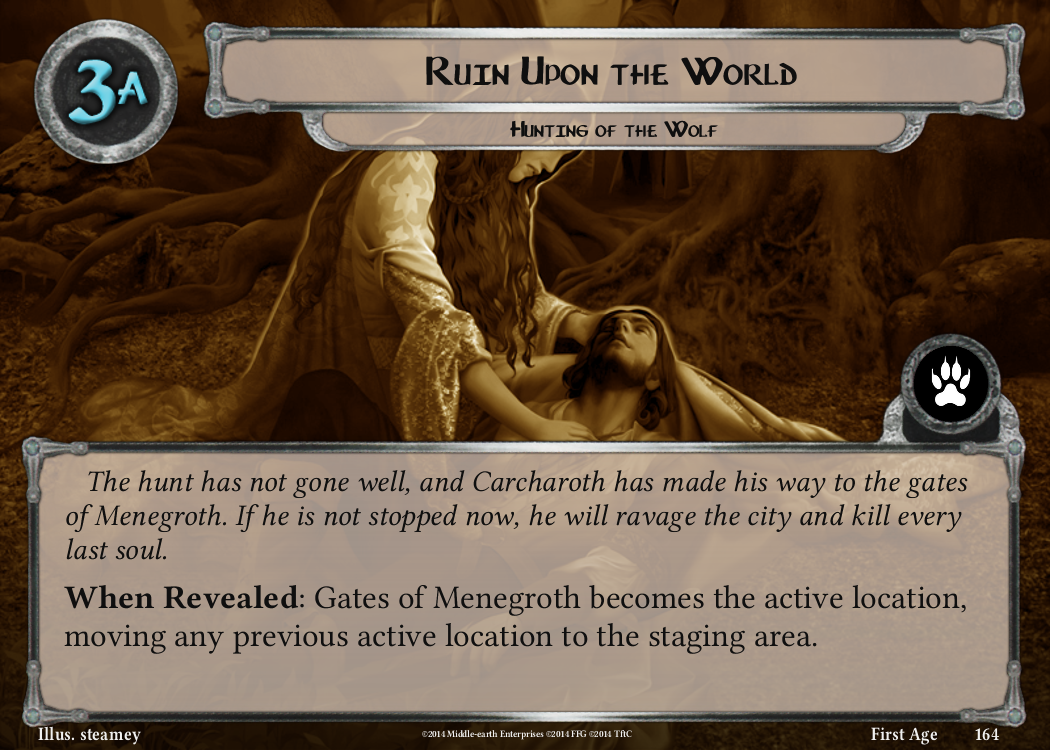 3A
Ruin Upon the World
Hunting of the Wolf
The hunt has not gone well, and Carcharoth has made his way to the gates
of Menegroth. If he is not stopped now, he will ravage the city and kill every
last soul.
When Revealed: Gates of Menegroth becomes the active location,
moving any previous active location to the staging area.
Illus. steamey
©2014 Middle-earth Enterprises ©2014 FFG ©2014 TftC
First Age 164